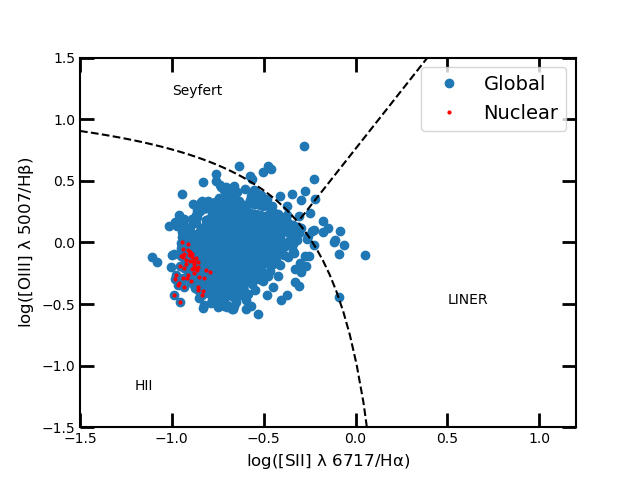 1.5
1.0
0.5
0.0
−0.5
−1.0
−1.5
log([OIII] λ 5007/Hβ)
Seyfert
Global
Nuclear
LINER
HII
−1.5 −1.0 −0.5 0.0 0.5 1.0
log([SII] λ 6717/Hα)